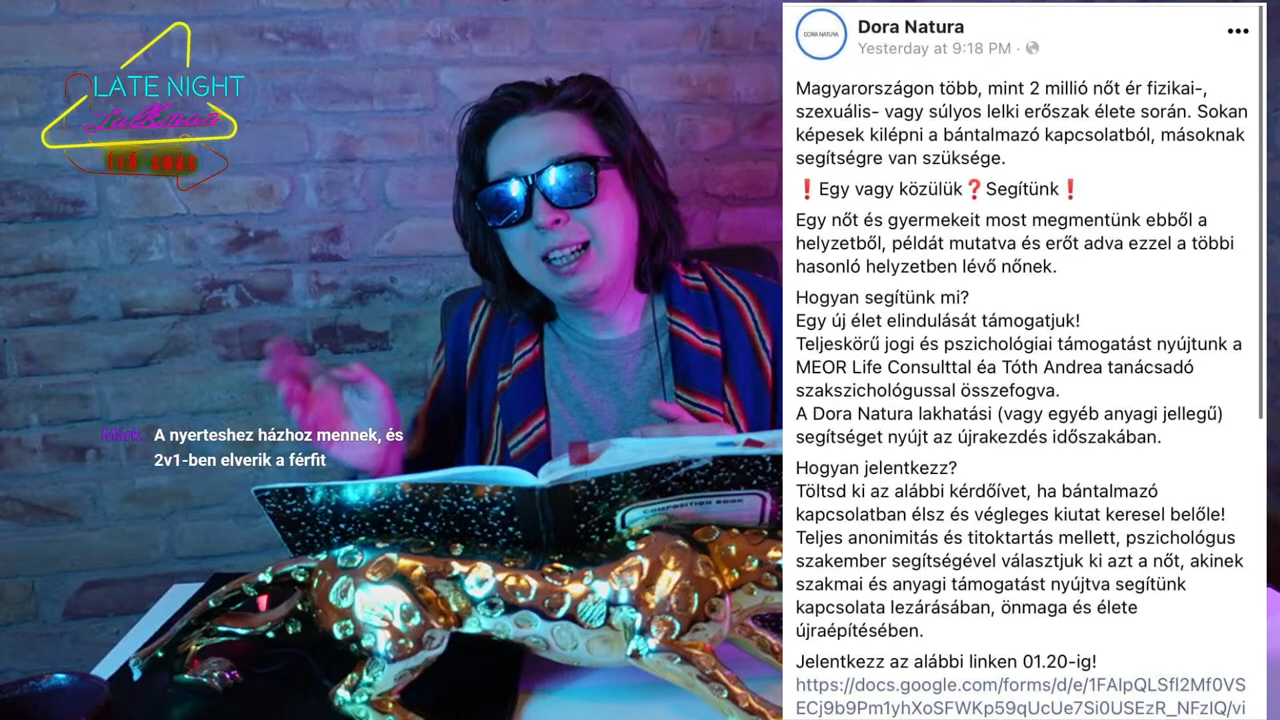 LATE NIGHT
Talkman
ÉLŐ ADÁS
Márk: A nyerteshez házhoz mennek, és
2v1-ben elverik a férfit
COMPOSITION BOOK
DORA NATURA
Dora Natura
Yesterday at 9:18 PM ·
Magyarországon több, mint 2 millió nőt ér fizikai-,
szexuális- vagy súlyos lelki erőszak élete során. Sokan
képesek kilépni a bántalmazó kapcsolatból, másoknak
segítségre van szüksége.
❗Egy vagy közülük❓Segítünk❗
Egy nőt és gyermekeit most megmentünk ebből a
helyzetből, példát mutatva és erőt adva ezzel a többi
hasonló helyzetben lévő nőnek.
Hogyan segítünk mi?
Egy új élet elindulását támogatjuk!
Teljeskörű jogi és pszichológiai támogatást nyújtunk a
MEOR Life Consulttal éa Tóth Andrea tanácsadó
szakszichológussal összefogva.
A Dora Natura lakhatási (vagy egyéb anyagi jellegű)
segítséget nyújt az újrakezdés időszakában.
Hogyan jelentkezz?
Töltsd ki az alábbi kérdőívet, ha bántalmazó
kapcsolatban élsz és végleges kiutat keresel belőle!
Teljes anonimitás és titoktartás mellett, pszichológus
szakember segítségével választjuk ki azt a nőt, akinek
szakmai és anyagi támogatást nyújtva segítünk
kapcsolata lezárásában, önmaga és élete
újraépítésében.
Jelentkezz az alábbi linken 01.20-ig!
https://docs.google.com/forms/d/e/1FAIpQLSfl2Mf0VS
ECj9b9Pm1yhXoSFWKp59qUcUe7Si0USEzR_NFzIQ/vi